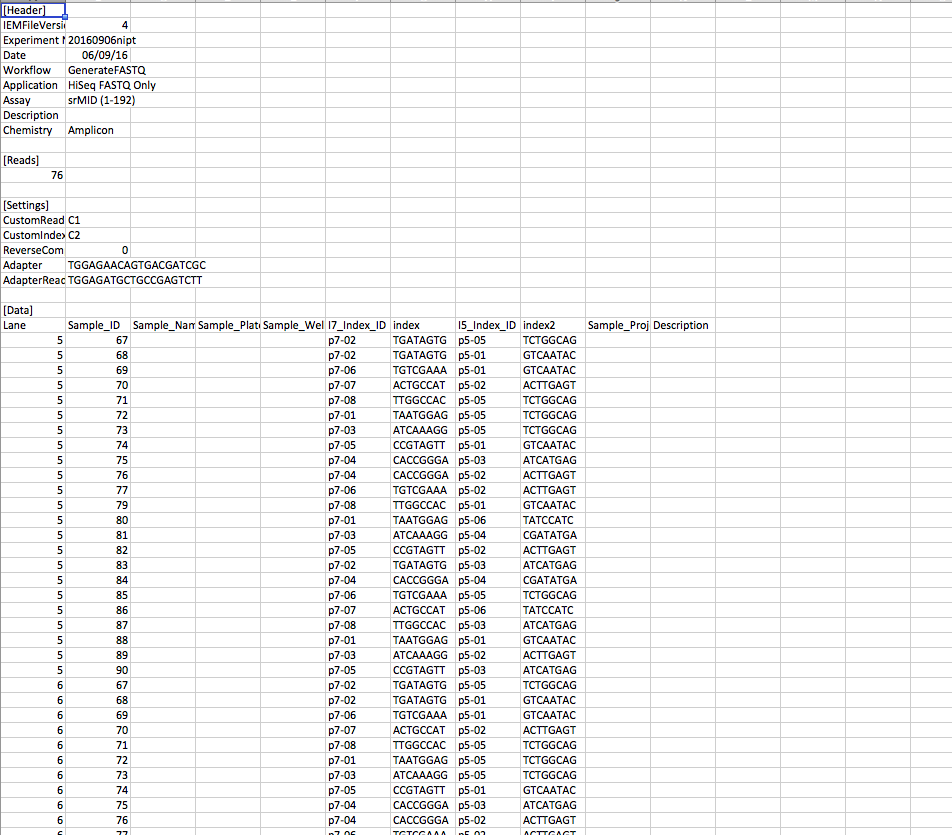 [Header]
IEMFileVersi 4
Experiment N 20160906nipt
Date 06/09/16
Workflow GenerateFASTQ
Application HiSeq FASTQ Only
Assay srMID (1-192)
Description
Chemistry Amplicon
[Reads]
76
[Settings]
CustomRead C1
CustomIndex C2
ReverseCom 0
Adapter TGGAGAACAGTGACGATCGC
AdapterReac TGGAGATGCTGCCGAGTCTT
[Data]
Lane Sample_ID Sample_Nam Sample_Plate Sample_Wel I7_Index_ID index I5_Index_ID index2 Sample_Proj Description
5 67 p7-02 TGATAGTG p5-05 TCTGGCAG
5 68 p7-02 TGATAGTG p5-01 GTCAATAC
5 69 p7-06 TGTCGAAA p5-01 GTCAATAC
5 70 p7-07 ACTGCCAT p5-02 ACTTGAGT
5 71 p7-08 TTGGCCAC p5-05 TCTGGCAG
5 72 p7-01 TAATGGAG p5-05 TCTGGCAG
5 73 p7-03 ATCAAAGG p5-05 TCTGGCAG
5 74 p7-05 CCGTAGTT p5-01 GTCAATAC
5 75 p7-04 CACCGGGA p5-03 ATCATGAG
5 76 p7-04 CACCGGGA p5-02 ACTTGAGT
5 77 p7-06 TGTCGAAA p5-02 ACTTGAGT
5 79 p7-08 TTGGCCAC p5-01 GTCAATAC
5 80 p7-01 TAATGGAG p5-06 TATCCATC
5 81 p7-03 ATCAAAGG p5-04 CGATATGA
5 82 p7-05 CCGTAGTT p5-02 ACTTGAGT
5 83 p7-02 TGATAGTG p5-03 ATCATGAG
5 84 p7-04 CACCGGGA p5-04 CGATATGA
5 85 p7-06 TGTCGAAA p5-05 TCTGGCAG
5 86 p7-07 ACTGCCAT p5-06 TATCCATC
5 87 p7-08 TTGGCCAC p5-03 ATCATGAG
5 88 p7-01 TAATGGAG p5-01 GTCAATAC
5 89 p7-03 ATCAAAGG p5-02 ACTTGAGT
5 90 p7-05 CCGTAGTT p5-03 ATCATGAG
6 67 p7-02 TGATAGTG p5-05 TCTGGCAG
6 68 p7-02 TGATAGTG p5-01 GTCAATAC
6 69 p7-06 TGTCGAAA p5-01 GTCAATAC
6 70 p7-07 ACTGCCAT p5-02 ACTTGAGT
6 71 p7-08 TTGGCCAC p5-05 TCTGGCAG
6 72 p7-01 TAATGGAG p5-05 TCTGGCAG
6 73 p7-03 ATCAAAGG p5-05 TCTGGCAG
6 74 p7-05 CCGTAGTT p5-01 GTCAATAC
6 75 p7-04 CACCGGGA p5-03 ATCATGAG
6 76 p7-04 CACCGGGA p5-02 ACTTGAGT
6 77 p7-06 TGTCGAAA p5-02 ACTTGAGT